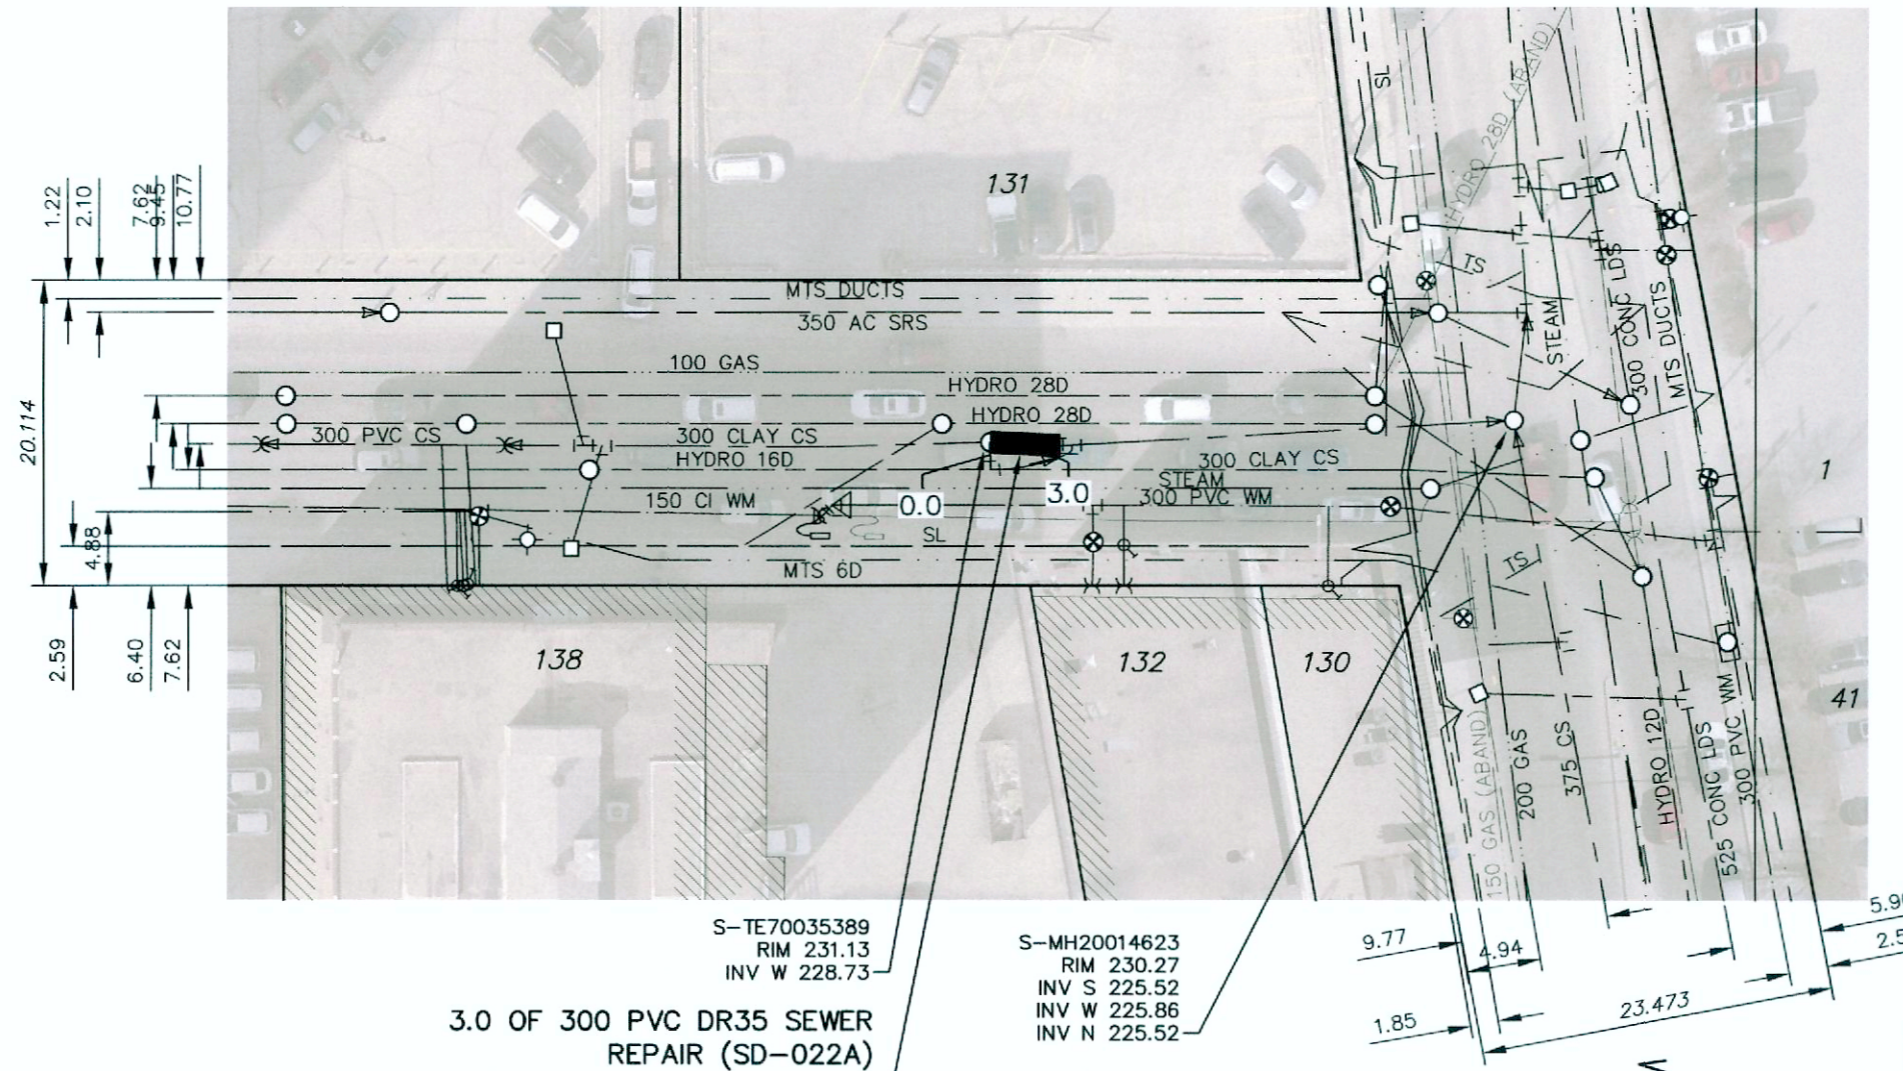 1.22
2.10
7.62
9.45
10.77
131
SL
HYDRO 28D (ABAND)
TS
STEAM
300 CONC LDS
MTS DUCTS
MTS DUCTS
350 AC SRS
100 GAS
HYDRO 28D
HYDRO 28D
300 PVC CS
300 CLAY CS
HYDRO 16D
300 CLAY CS
STEAM
300 PVC WM
150 CI WM
0.0
3.0
SL
MTS 6D
20.114
4.88
2.59
6.40
7.62
138
132
130
1
41
TS
150 GAS (ABAND)
200 GAS
375 CS
HYDRO 12D
525 CONC LDS
300 PVC WM
S-TE70035389
RIM 231.13
INV W 228.73
S-MH20014623
RIM 230.27
INV S 225.52
INV W 225.86
INV N 225.52
3.0 OF 300 PVC DR35 SEWER
REPAIR (SD-022A)
9.77
4.94
1.85
23.473